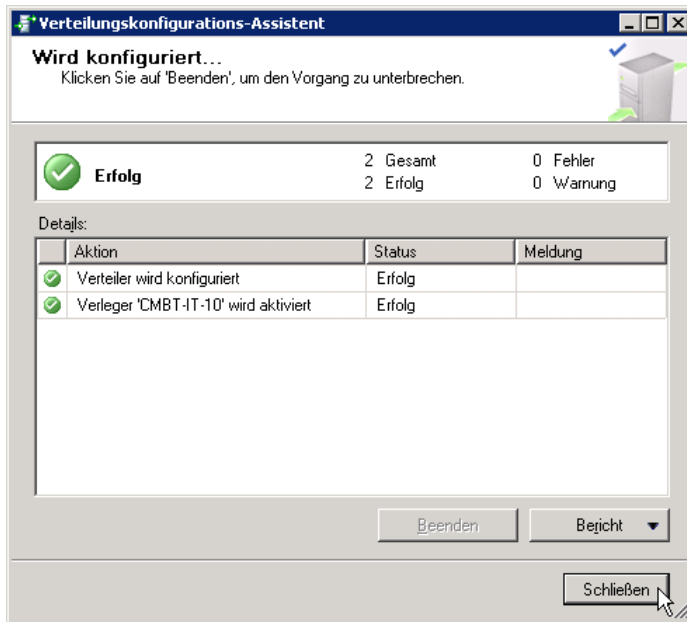 Verteilungskonfigurations-Assistent
Wird konfiguriert...
Klicken Sie auf 'Beenden', um den Vorgang zu unterbrechen.
Erfolg
2 Gesamt 0 Fehler
2 Erfolg 0 Warnung
Details:
Aktion Status Meldung
Verteiler wird konfiguriert Erfolg
Verleger 'CMBT-IT-10' wird aktiviert Erfolg
Beenden Bericht
Schließen